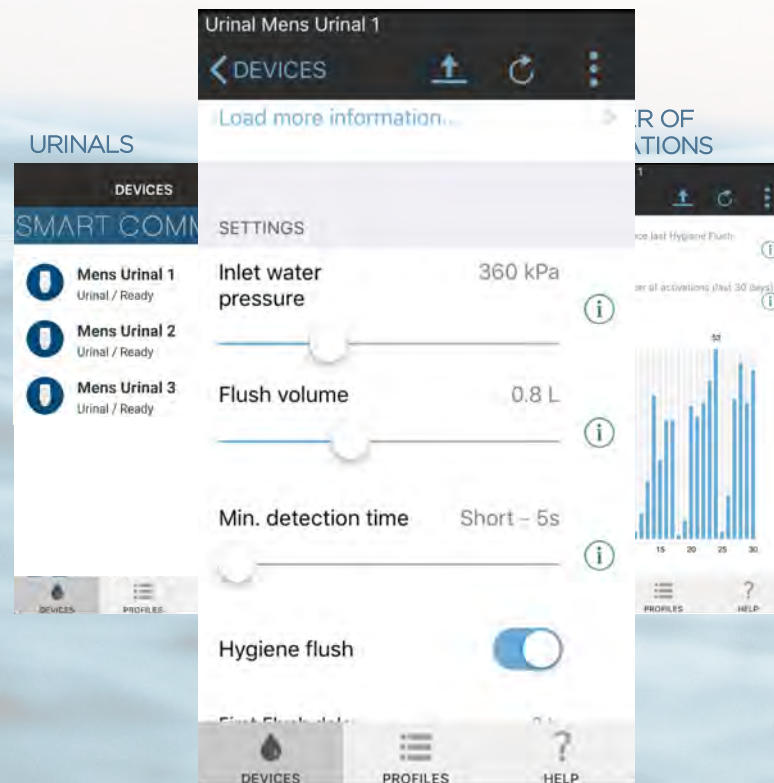 URINALS
DEVICES
SMART COMM
Mens Urinal 1
Urinal / Ready
Mens Urinal 2
Urinal / Ready
Mens Urinal 3
Urinal / Ready
DEVICES
PROFILES
Urinal Mens Urinal 1
DEVICES
Load more information...
SETTINGS
Inlet water
pressure
360 kPa
i
Flush volume
0.8 L
i
Min. detection time
Short – 5s
i
Hygiene flush
DEVICES
PROFILES
?
HELP
ER OF
ATIONS
1
ce last Hygiene Flush
i
er of activations (last 30 days)
i
15 20 25 30
PROFILES
?
HELP